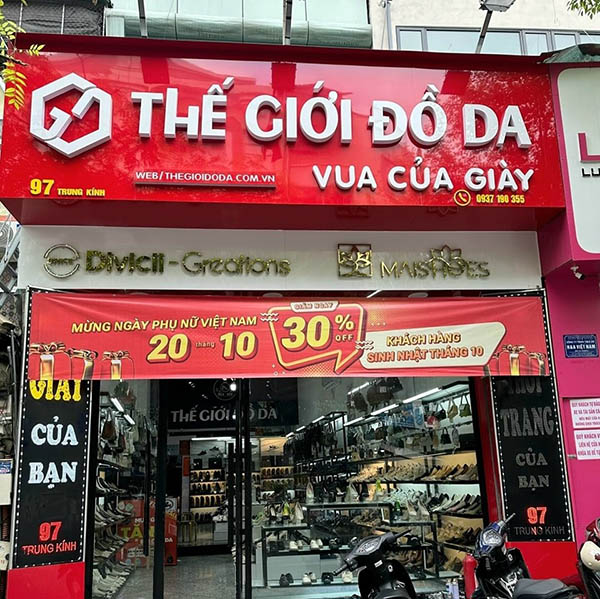 THẾ GIỚI ĐỒ DA
WEB/THEGIOIDODA.COM.VN
VUA CỦA GIÀY
97 TRUNG KÍNH
0937 190 355
Divicii-Creations
MAISHOES
MỪNG NGÀY PHỤ NỮ VIỆT NAM
20 tháng 10
GIẢM NGAY
30% OFF
KHÁCH HÀNG
SINH NHẬT THÁNG 10
GIÀY
CỦA
BẠN
97
TRUNG KÍNH
THẾ GIỚI ĐỒ DA
THỜI
TRANG
CỦA
BẠN
97
TRUNG KÍNH